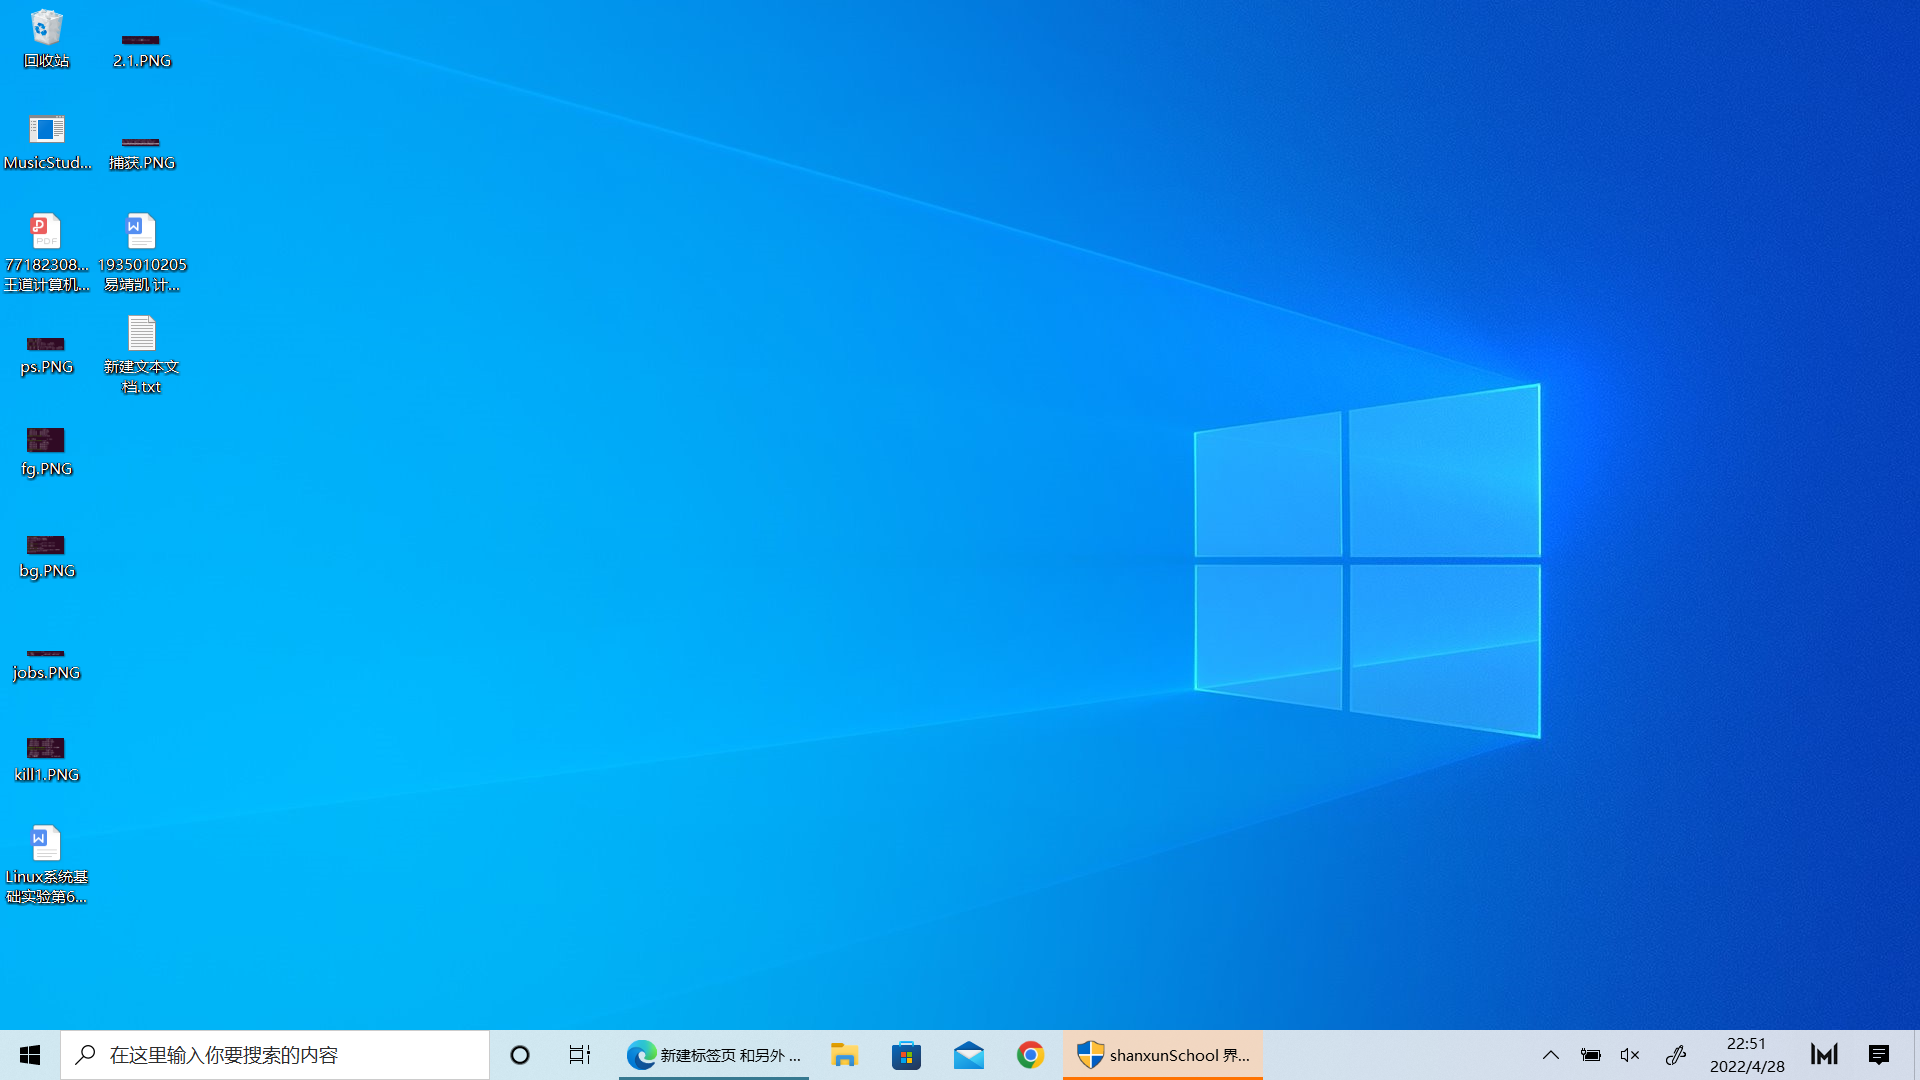 回收站
2.1.PNG
MusicStud...
捕获.PNG
77182308...
王道计算机...
1935010205
易靖凯 计...
ps.PNG
新建文本文
档.txt
fg.PNG
bg.PNG
jobs.PNG
kill1.PNG
Linux系统基
础实验第6...
在这里输入你要搜索的内容
新建标签页 和另外 ...
shanxunSchool 界...
22:51
2022/4/28